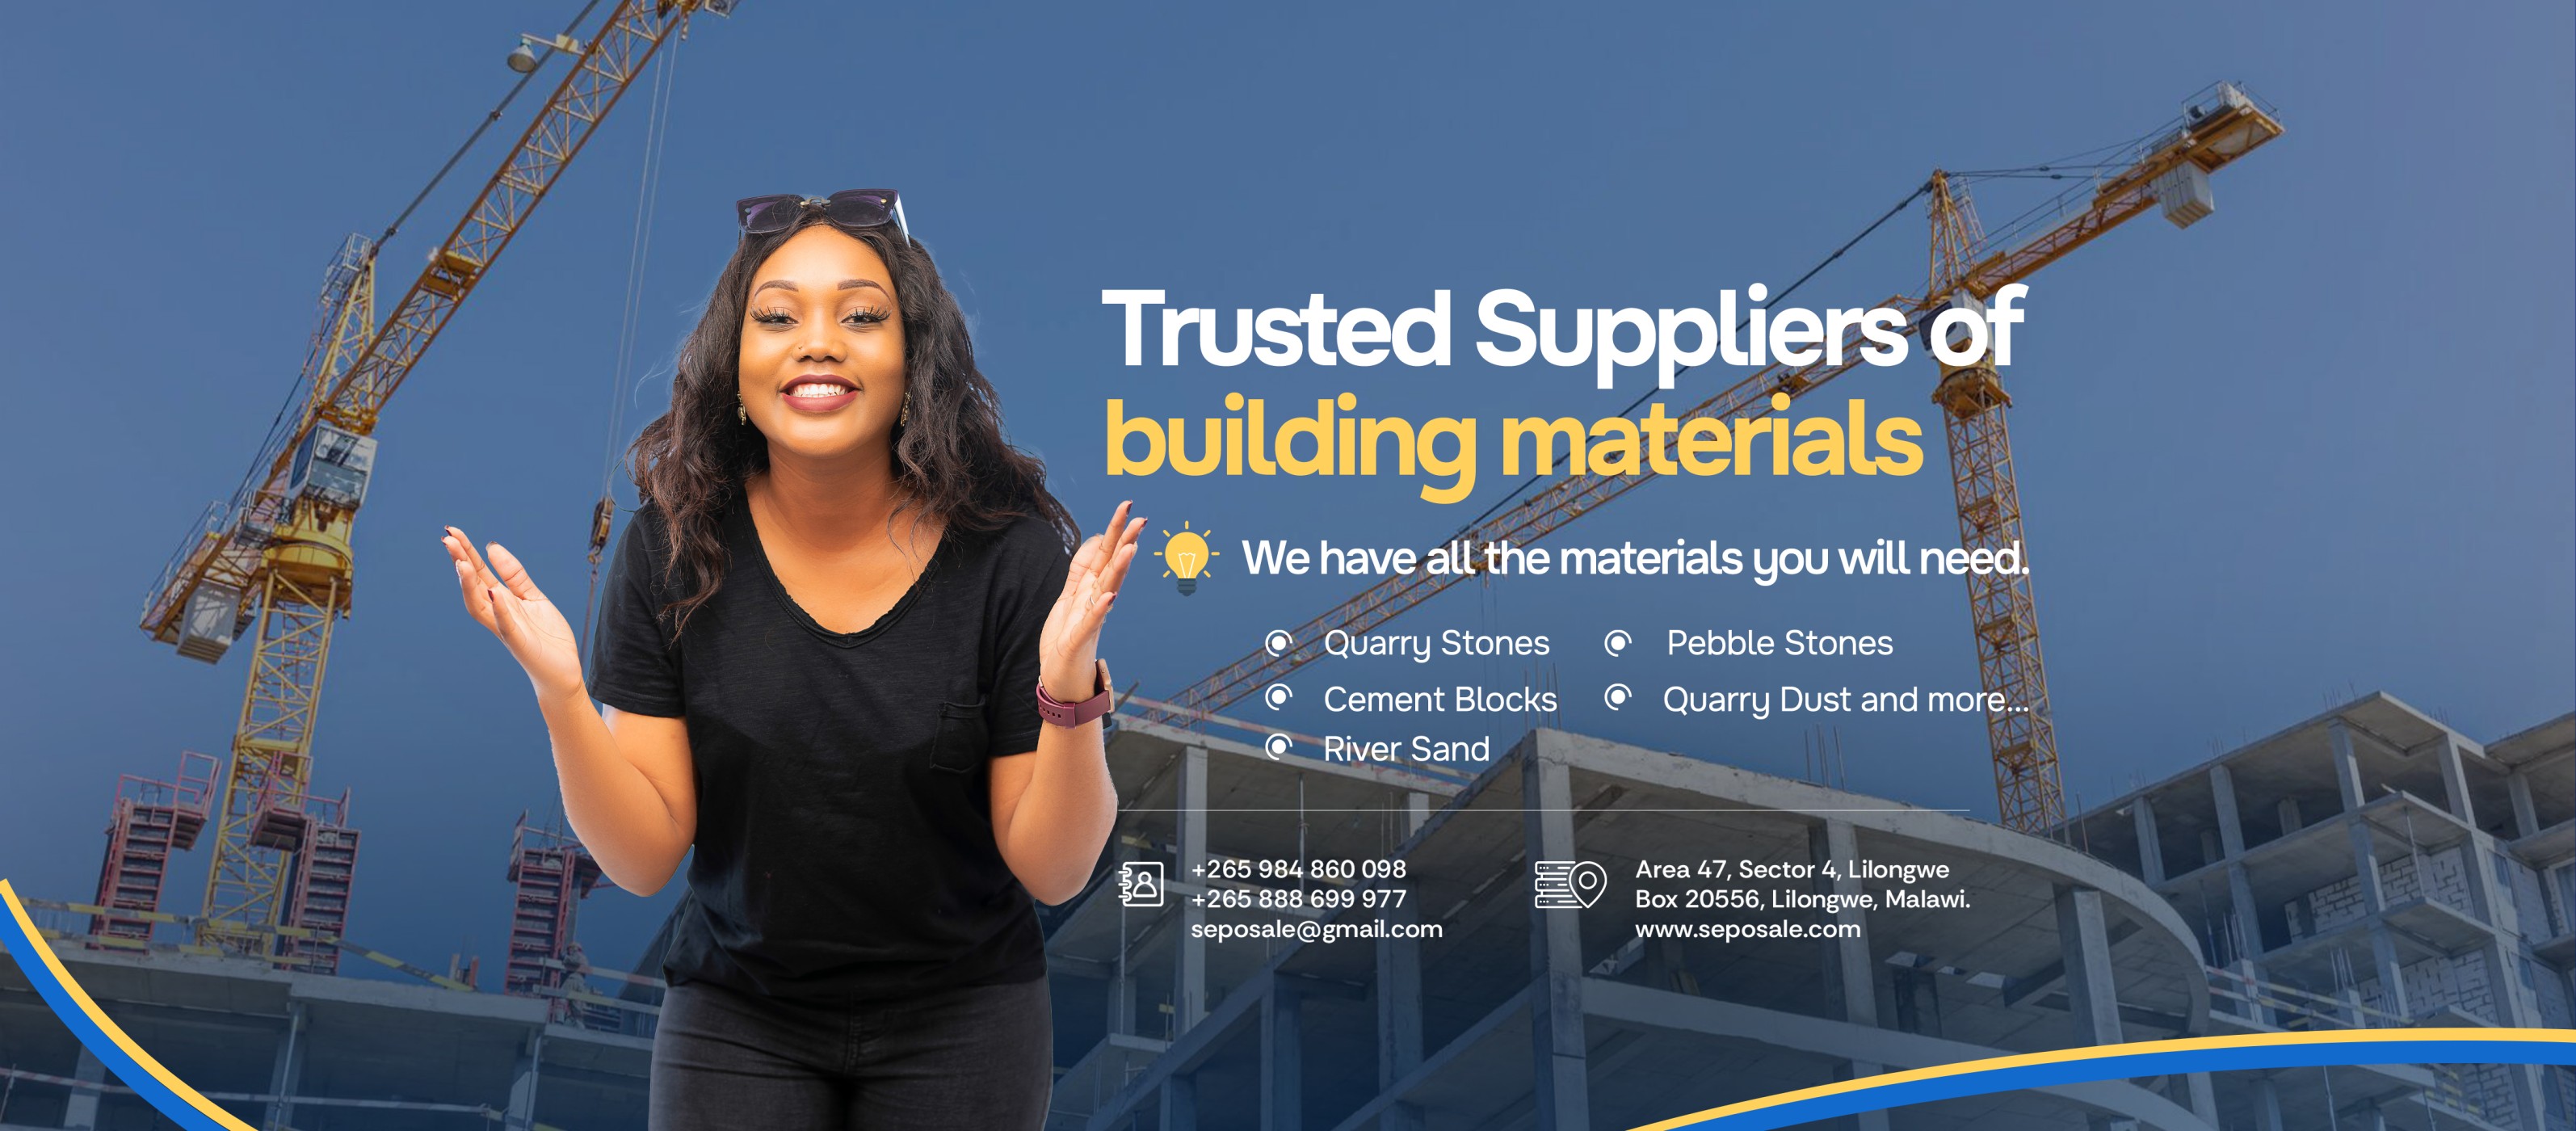 Trusted Suppliers of
building materials
We have all the materials you will need.
Quarry Stones
Pebble Stones
Cement Blocks
Quarry Dust and more...
River Sand
+265 984 860 098
+265 888 699 977
seposale@gmail.com
Area 47, Sector 4, Lilongwe
Box 20556, Lilongwe, Malawi.
www.seposale.com